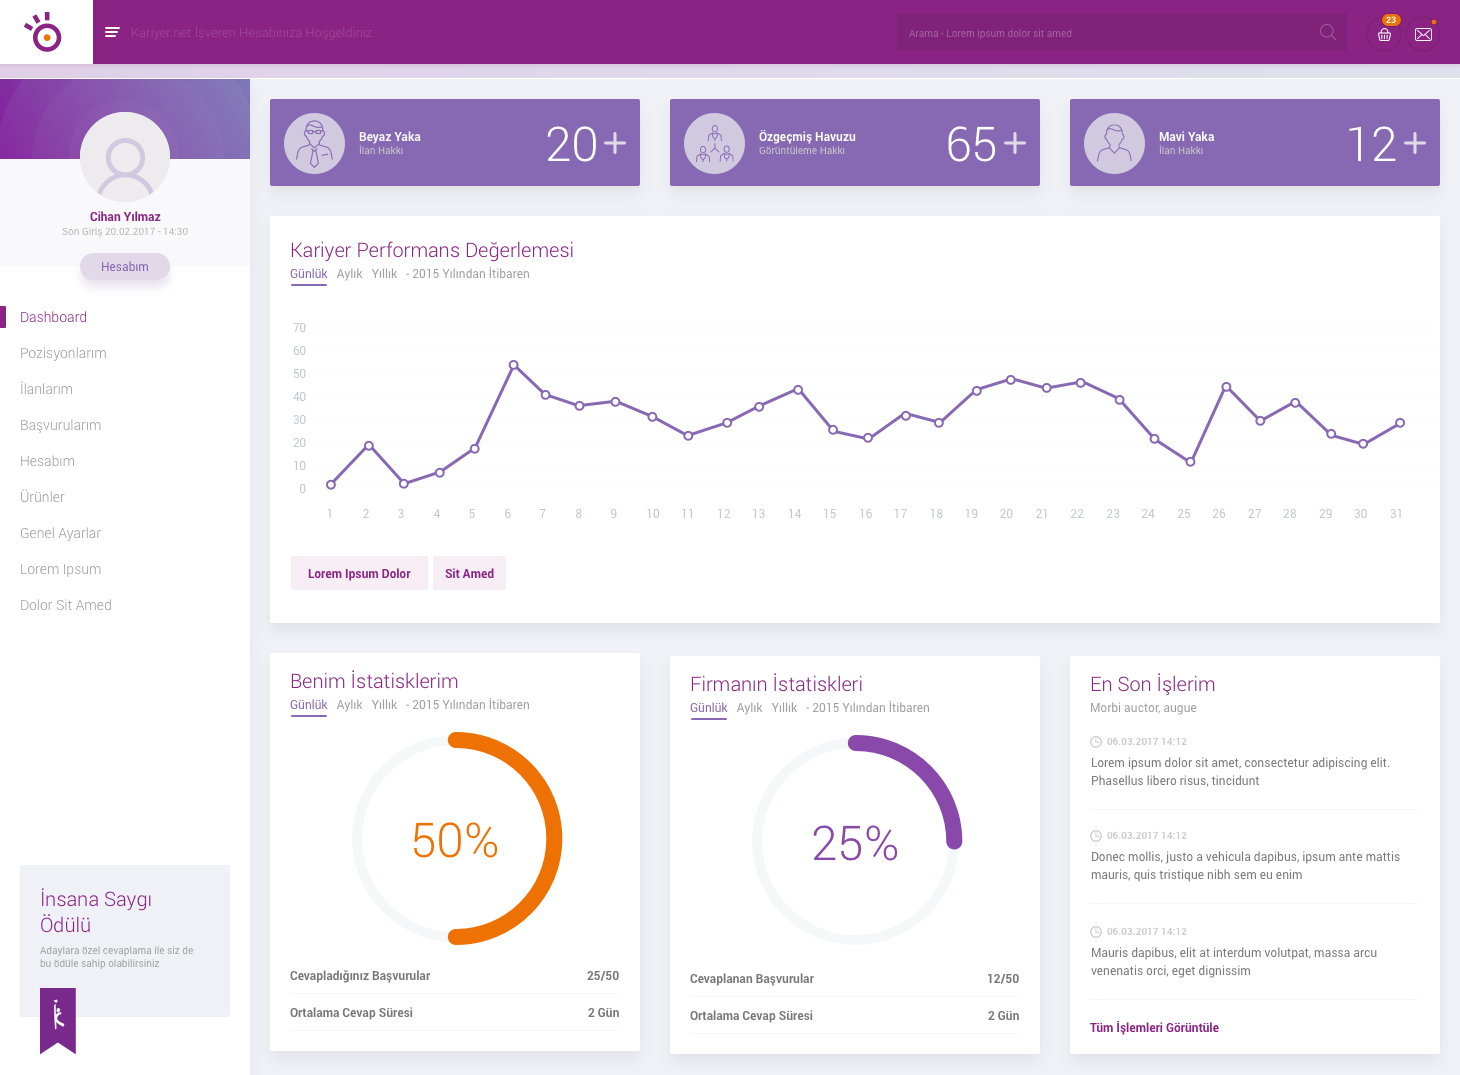 Kariyer.net İşveren Hesabınıza Hoşgeldiniz
Arama - Lorem ipsum dolor sit amed
23
Cihan Yılmaz
Son Giriş 20.02.2017 - 14:30
Hesabım
Dashboard
Pozisyonlarım
İlanlarım
Başvurularım
Hesabım
Ürünler
Genel Ayarlar
Lorem Ipsum
Dolor Sit Amed
İnsana Saygı
Ödülü
Adaylara özel cevaplama ile siz de
bu ödüle sahip olabilirsiniz
Beyaz Yaka
İlan Hakkı
20+
Özgeçmiş Havuzu
Görüntüleme Hakkı
65+
Mavi Yaka
İlan Hakkı
12+
Kariyer Performans Değerlemesi
Günlük Aylık Yıllık - 2015 Yılından İtibaren
70
60
50
40
30
20
10
0
1 2 3 4 5 6 7 8 9 10 11 12 13 14 15 16 17 18 19 20 21 22 23 24 25 26 27 28 29 30 31
Lorem Ipsum Dolor Sit Amed
Benim İstatisklerim
Günlük Aylık Yıllık - 2015 Yılından İtibaren
50%
Cevapladığınız Başvurular 25/50
Ortalama Cevap Süresi 2 Gün
Firmanın İstatiskleri
Günlük Aylık Yıllık - 2015 Yılından İtibaren
25%
Cevaplanan Başvurular 12/50
Ortalama Cevap Süresi 2 Gün
En Son İşlerim
Morbi auctor, augue
06.03.2017 14:12
Lorem ipsum dolor sit amet, consectetur adipiscing elit.
Phasellus libero risus, tincidunt
06.03.2017 14:12
Donec mollis, justo a vehicula dapibus, ipsum ante mattis
mauris, quis tristique nibh sem eu enim
06.03.2017 14:12
Mauris dapibus, elit at interdum volutpat, massa arcu
venenatis orci, eget dignissim
Tüm İşlemleri Görüntüle